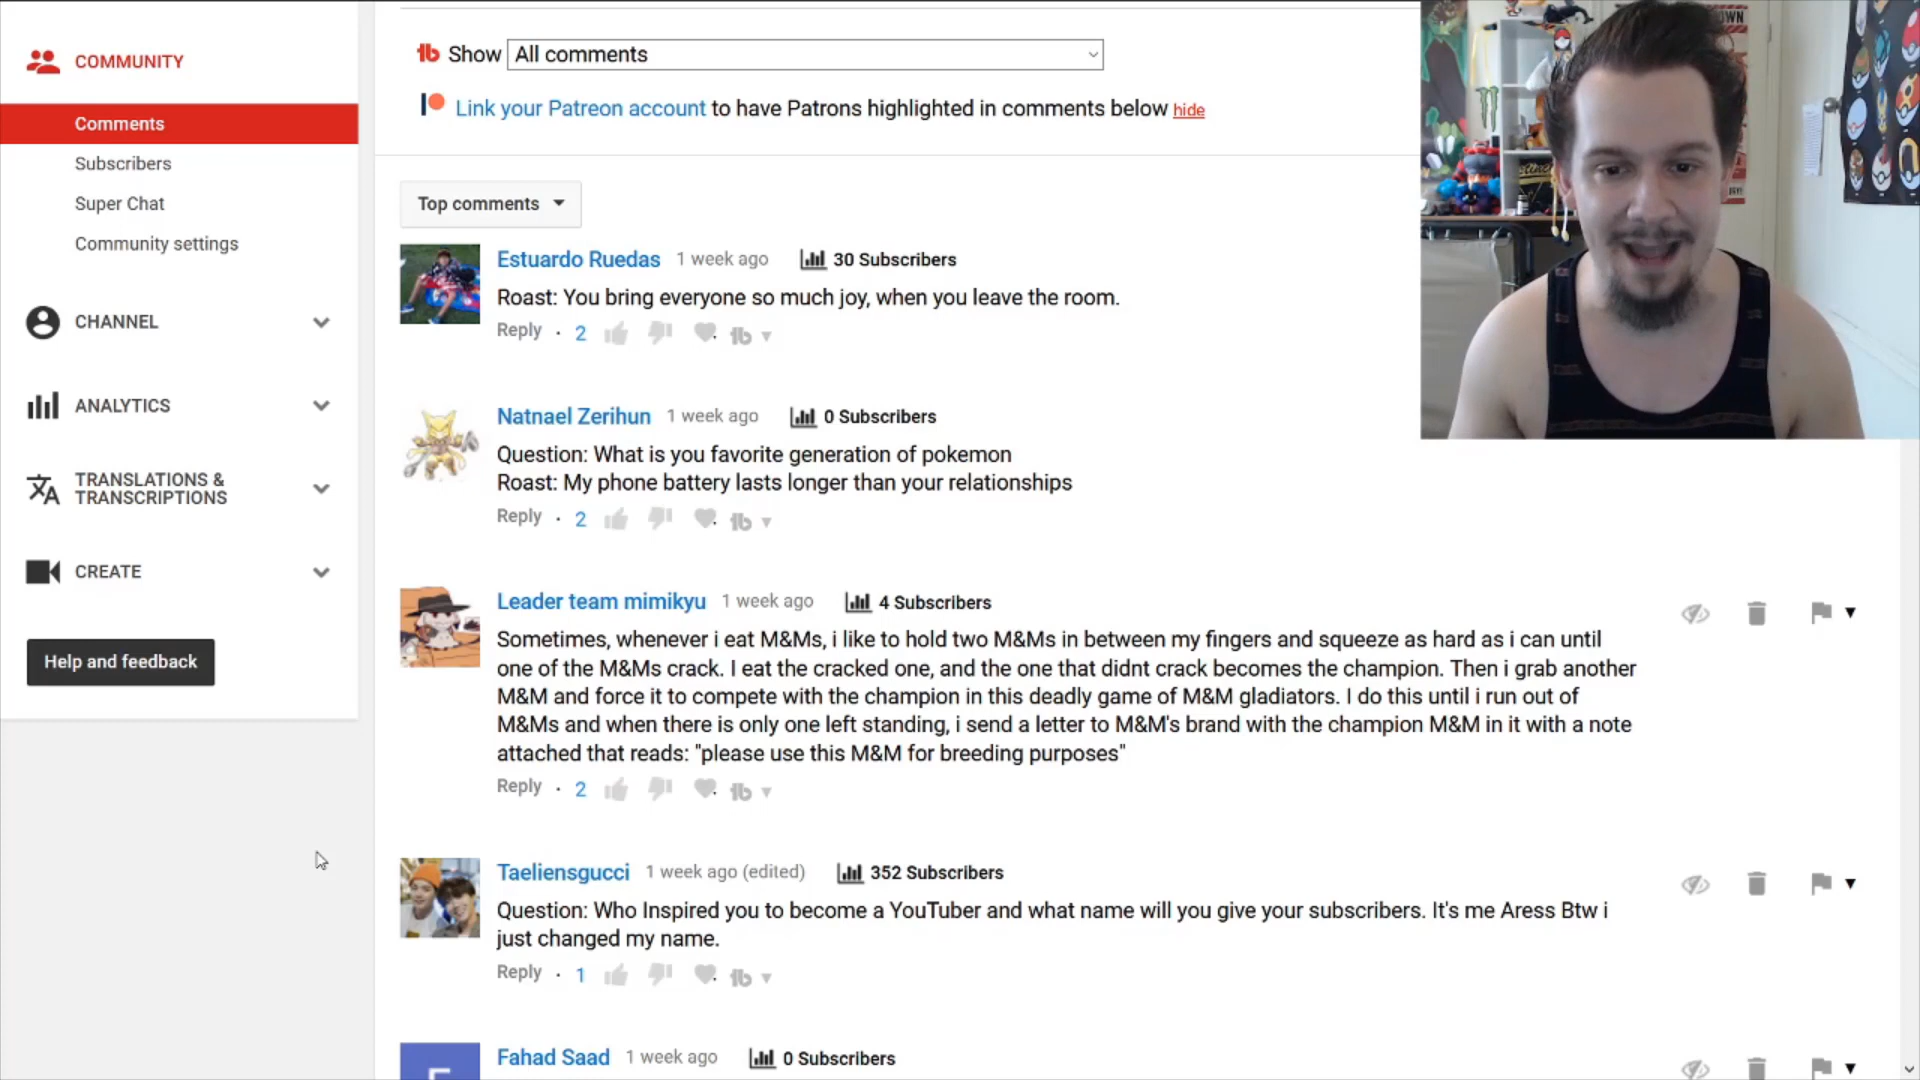 COMMUNITY
Comments
Subscribers
Super Chat
Community settings
CHANNEL
ANALYTICS
TRANSLATIONS &
TRANSCRIPTIONS
CREATE
Help and feedback
Show All comments
Link your Patreon account to have Patrons highlighted in comments below hide
Top comments
Estuardo Ruedas 1 week ago 30 Subscribers
Roast: You bring everyone so much joy, when you leave the room.
Reply · 2
Natnael Zerihun 1 week ago 0 Subscribers
Question: What is you favorite generation of pokemon
Roast: My phone battery lasts longer than your relationships
Reply · 2
Leader team mimikyu 1 week ago 4 Subscribers
Sometimes, whenever i eat M&Ms, i like to hold two M&Ms in between my fingers and squeeze as hard as i can until
one of the M&Ms crack. I eat the cracked one, and the one that didnt crack becomes the champion. Then i grab another
M&M and force it to compete with the champion in this deadly game of M&M gladiators. I do this until i run out of
M&Ms and when there is only one left standing, i send a letter to M&M's brand with the champion M&M in it with a note
attached that reads: "please use this M&M for breeding purposes"
Reply · 2
Taeliensgucci 1 week ago (edited) 352 Subscribers
Question: Who Inspired you to become a YouTuber and what name will you give your subscribers. It's me Aress Btw i
just changed my name.
Reply · 1
Fahad Saad 1 week ago 0 Subscribers